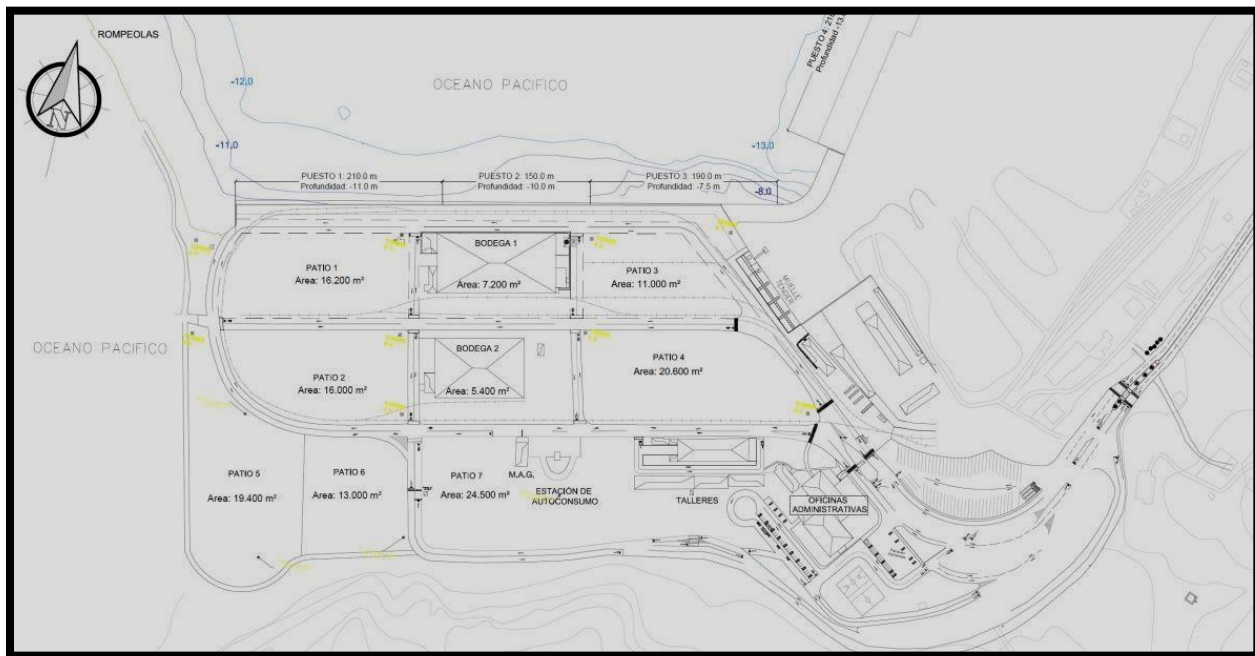 ROMPEOLAS
N
-12.0
OCEANO PACÍFICO
PUESTO 4: 210
Profundidad: -13.0
-11.0
-13.0
PUESTO 1: 210.0 m
Profundidad: -11.0 m
PUESTO 2: 150.0 m
Profundidad: -10.0 m
PUESTO 3: 190.0 m
Profundidad: -7.5 m
-8.0
BODEGA 1
Area: 7.200 m²
PATIO 1
Area: 16.200 m²
PATIO 3
Area: 11.000 m²
MUELLE
TENDER
OCEANO PACÍFICO
BODEGA 2
Area: 5.400 m²
PATIO 4
Area: 20.600 m²
PATIO 2
Area: 16.000 m²
PATIO 5
Area: 19.400 m²
PATIO 6
Area: 13.000 m²
PATIO 7
Area: 24.500 m²
M.A.G.
ESTACIÓN DE
AUTOCONSUMO
TALLERES
OFICINAS
ADMINISTRATIVAS